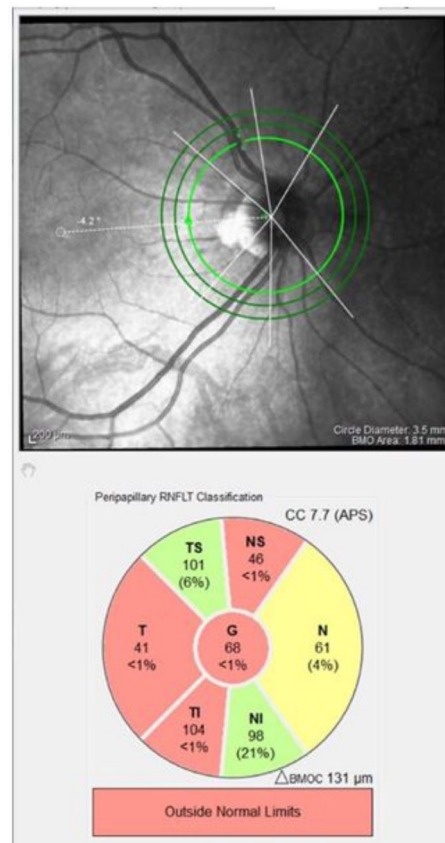 -4.2°
200 µm
Circle Diameter: 3.5 mm
BMO Area: 1.81 mm
Peripapillary RNFLT Classification
CC 7.7 (APS)
TS
101
(6%)
NS
46
<1%
T
41
<1%
G
68
<1%
N
61
(4%)
TI
104
<1%
NI
98
(21%)
△BMOC 131 µm
Outside Normal Limits